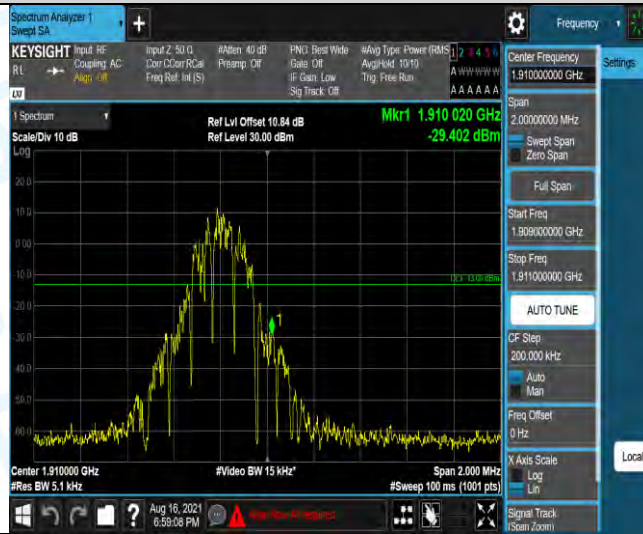 Spectrum Analyzer 1
Swept SA
+
Frequency
KEYSIGHT Input: RF
Coupling: AC
Align: Off
Input Z: 50 Ω
Corr CCorr RCal
Freq Ref: Int (S)
#Atten: 40 dB
Preamp: Off
PNO: Best Wide
Gate: Off
IF Gain: Low
Sig Track: Off
#Avg Type: Power (RMS
Avg|Hold: 10/10
Trig: Free Run
1 2 3 4 5 6
A W W W W W
A A A A A A
RL
LXI
Settings
Center Frequency
1.910000000 GHz
Span
2.00000000 MHz
Swept Span
Zero Span
Full Span
Start Freq
1.909000000 GHz
Stop Freq
1.911000000 GHz
AUTO TUNE
CF Step
200.000 kHz
Auto
Man
Freq Offset
0 Hz
X Axis Scale
Log
Lin
Signal Track
(Span Zoom)
Local
1 Spectrum
Scale/Div 10 dB
Log
Ref Lvl Offset 10.84 dB
Ref Level 30.00 dBm
Mkr1 1.910 020 GHz
-29.402 dBm
20.0
10.0
0.00
-10.0
-20.0
-30.0
-40.0
-50.0
-60.0
1
Center 1.910000 GHz
#Res BW 5.1 kHz
#Video BW 15 kHz*
Span 2.000 MHz
#Sweep 100 ms (1001 pts)
?
Aug 16, 2021
6:59:08 PM